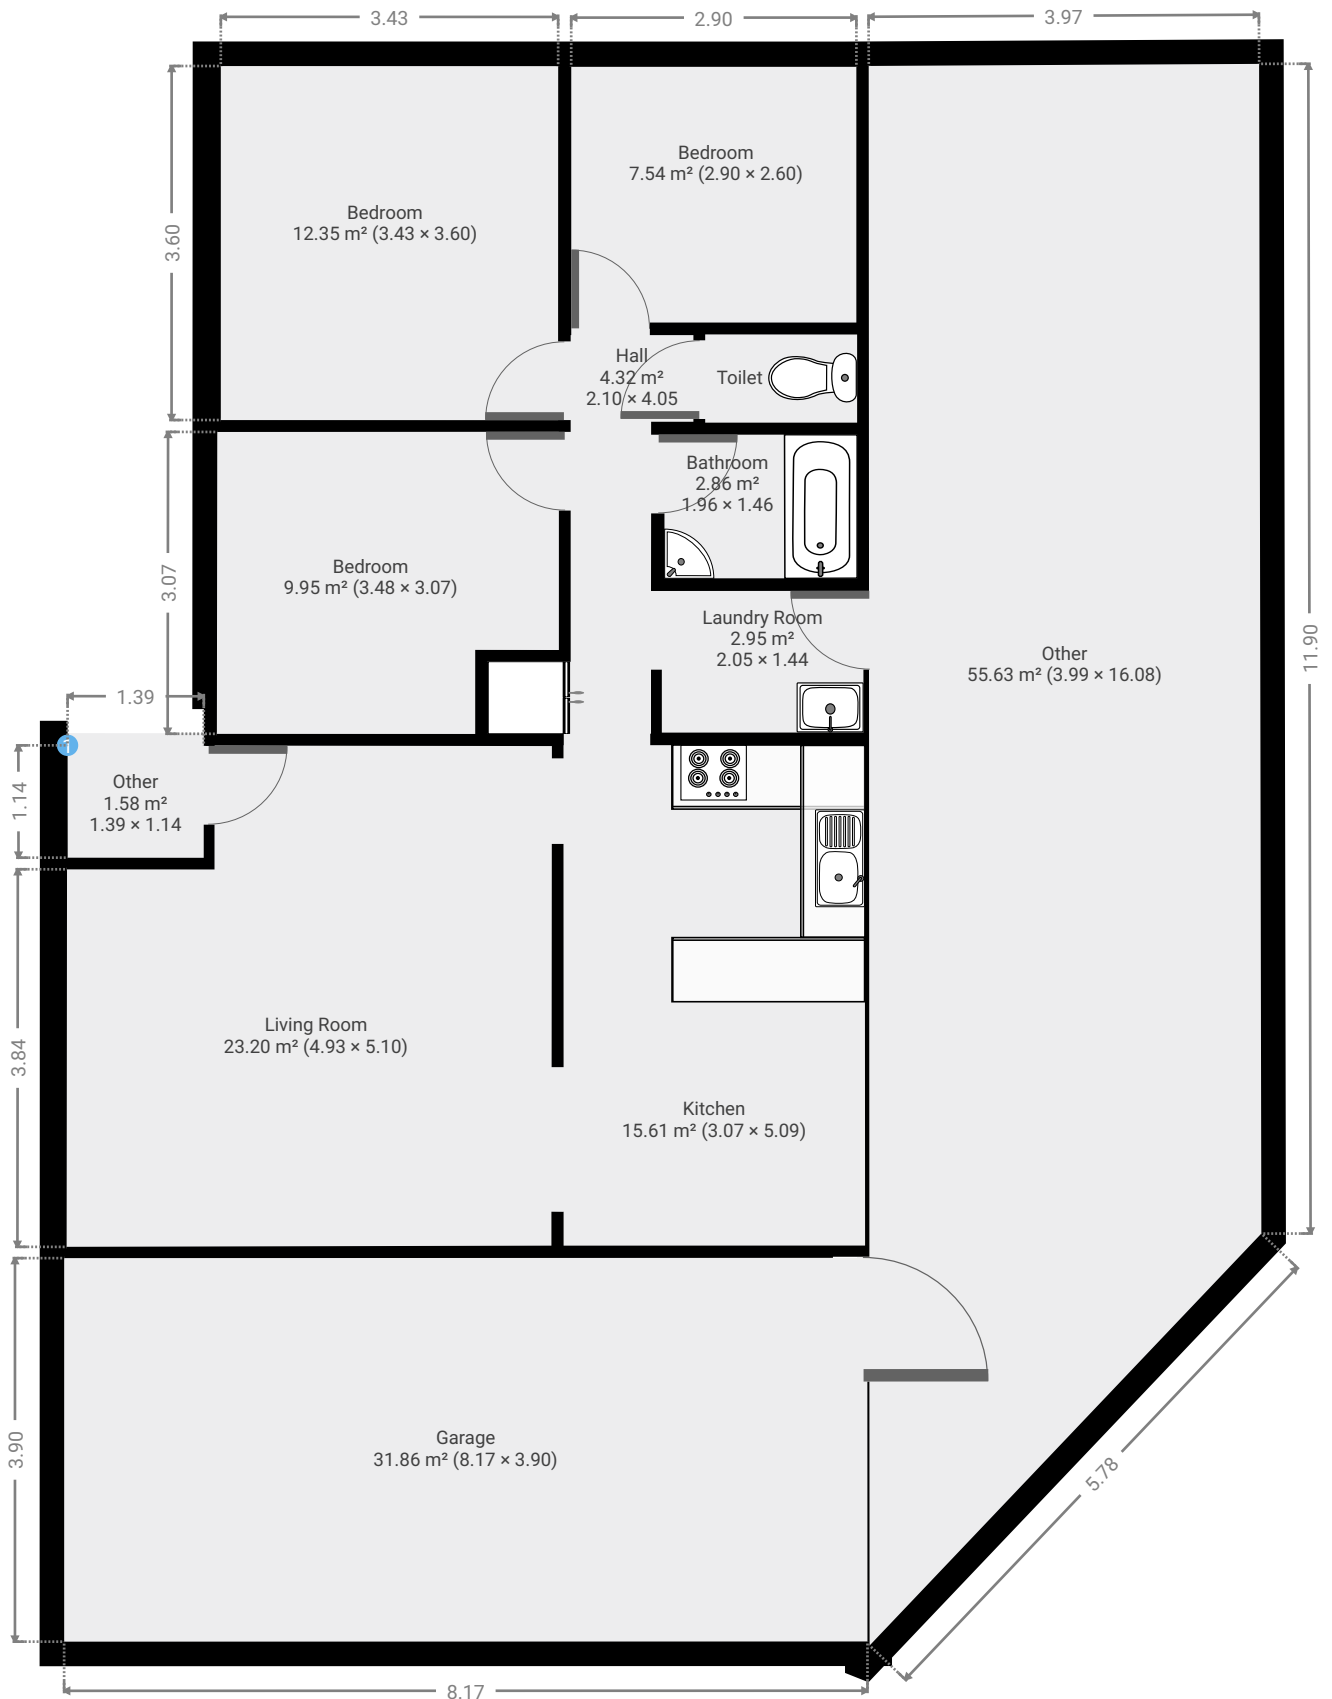 3.43
2.90
3.97
3.60
Bedroom
7.54 m² (2.90 × 2.60)
Bedroom
12.35 m² (3.43 × 3.60)
Hall
4.32 m²
2.10 × 4.05
Toilet
Bathroom
2.86 m²
1.96 × 1.46
3.07
Bedroom
9.95 m² (3.48 × 3.07)
Laundry Room
2.95 m²
2.05 × 1.44
Other
55.63 m² (3.99 × 16.08)
11.90
1.39
1
1.14
Other
1.58 m²
1.39 × 1.14
3.84
Living Room
23.20 m² (4.93 × 5.10)
Kitchen
15.61 m² (3.07 × 5.09)
3.90
Garage
31.86 m² (8.17 × 3.90)
5.78
8.17